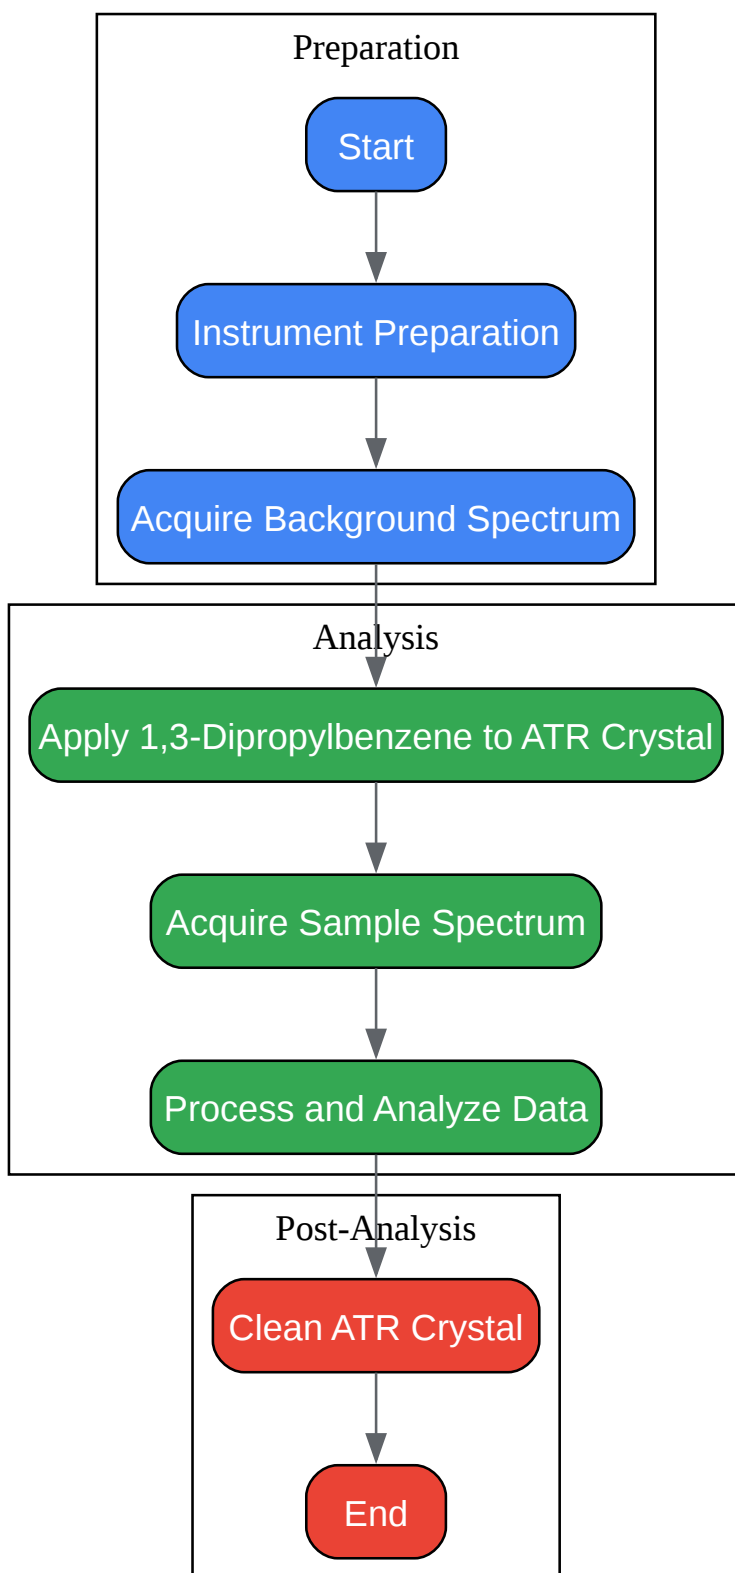 Preparation
Start
Instrument Preparation
Acquire Background Spectrum
Analysis
Apply 1,3-Dipropylbenzene to ATR Crystal
Acquire Sample Spectrum
Process and Analyze Data
Post-Analysis
Clean ATR Crystal
End